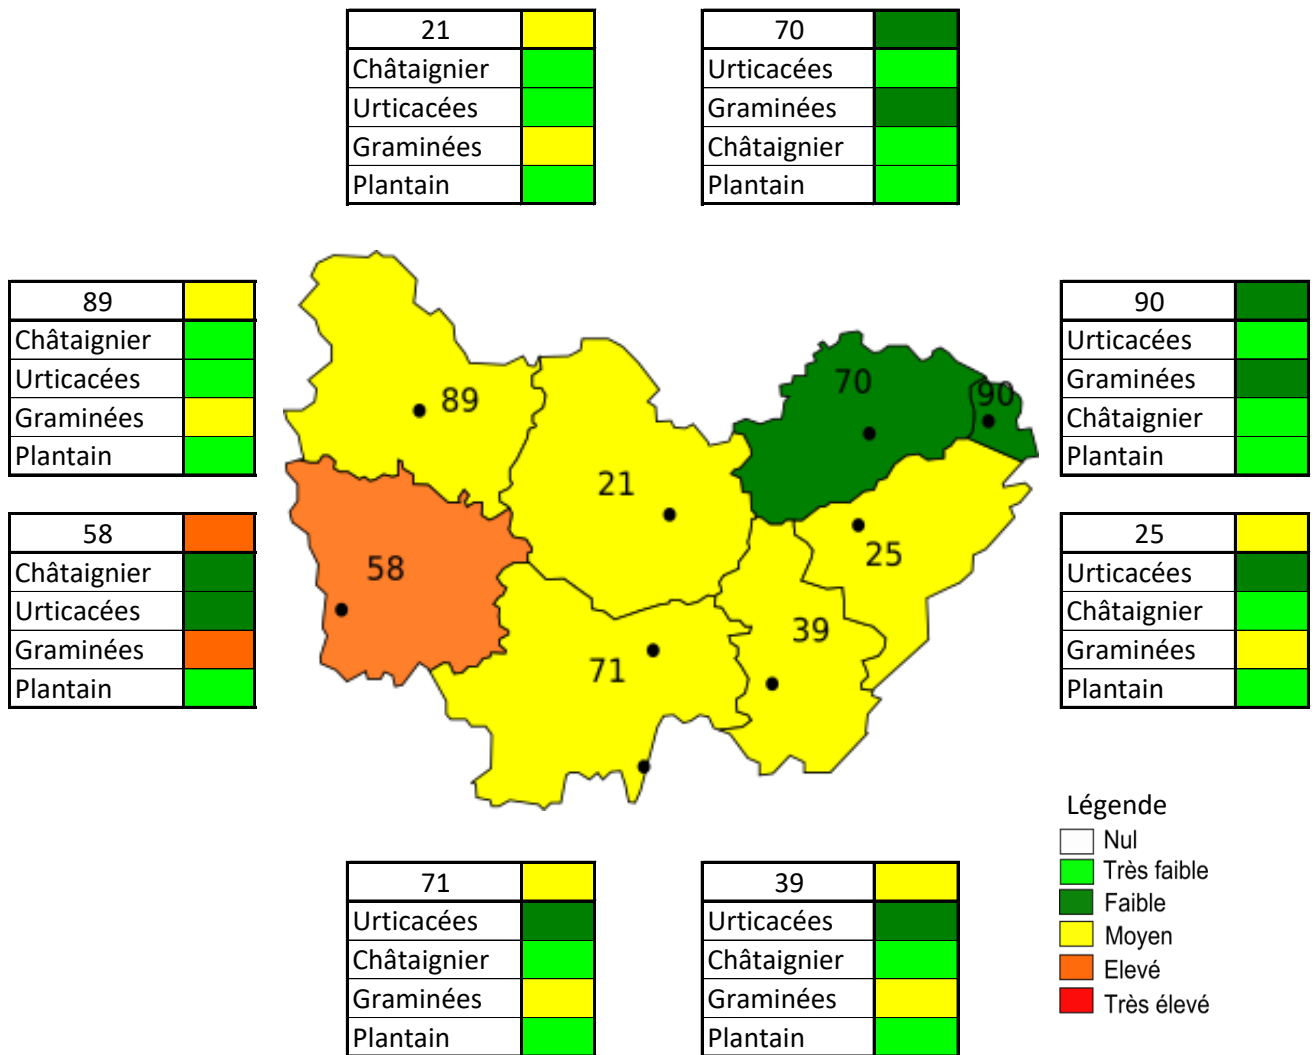 21
Châtaignier
Urticacées
Graminées
Plantain
70
Urticacées
Graminées
Châtaignier
Plantain
89
Châtaignier
Urticacées
Graminées
Plantain
58
Châtaignier
Urticacées
Graminées
Plantain
89
21
70
90
58
25
39
71
90
Urticacées
Graminées
Châtaignier
Plantain
25
Urticacées
Châtaignier
Graminées
Plantain
71
Urticacées
Châtaignier
Graminées
Plantain
39
Urticacées
Châtaignier
Graminées
Plantain
Légende
Nul
Très faible
Faible
Moyen
Elevé
Très élevé